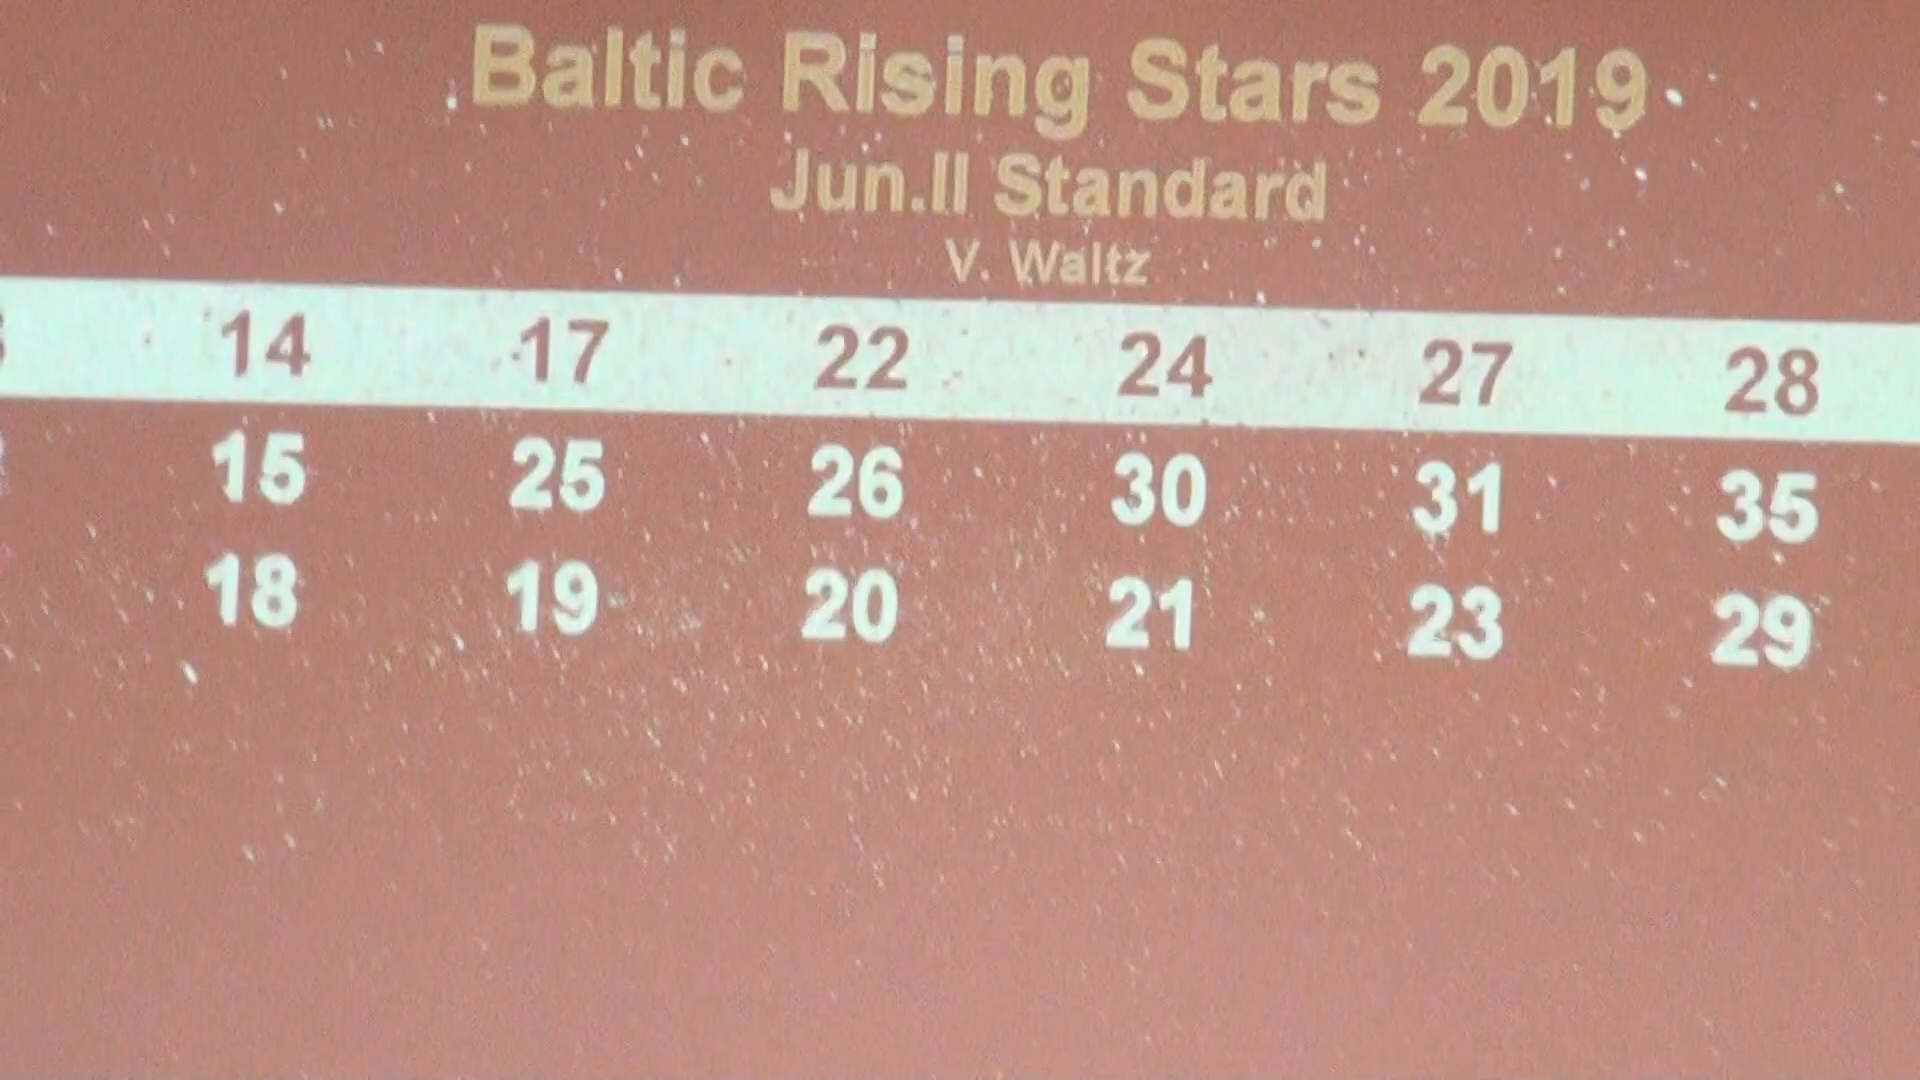 Baltic Rising Stars 2019
Jun.II Standard
V. Waltz
14 17 22 24 27 28
15 25 26 30 31 35
18 19 20 21 23 29